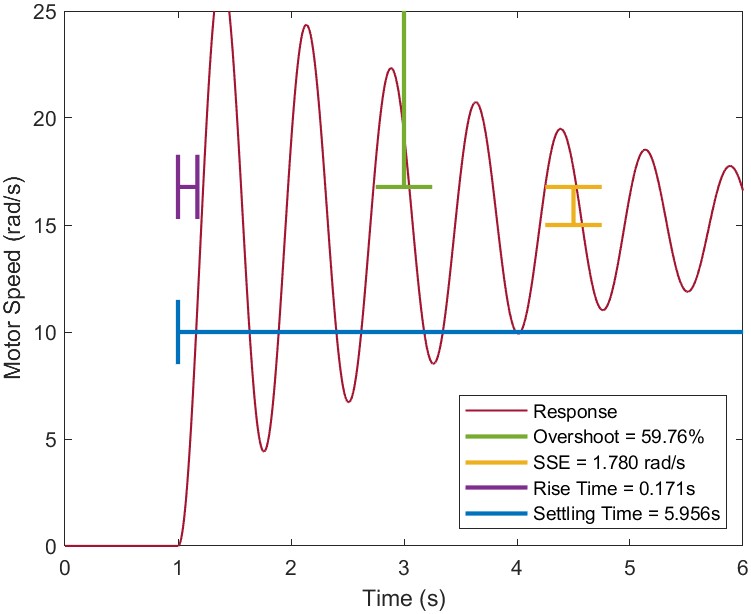 25
20
15
10
5
0
Motor Speed (rad/s)
Response
Overshoot = 59.76%
SSE = 1.780 rad/s
Rise Time = 0.171s
Settling Time = 5.956s
0 1 2 3 4 5 6
Time (s)